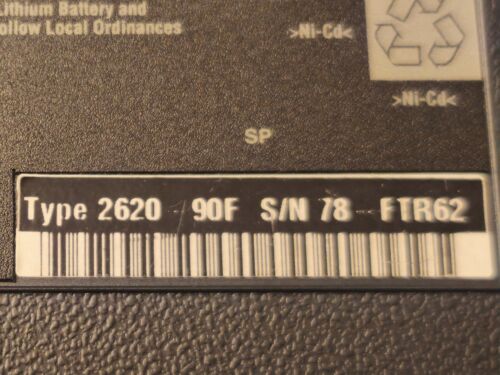 Lithium Battery and
ollow Local Ordinances
>Ni-Cd<
>Ni-Cd<
SP
Type 2620 90F S/N 78 FTR62